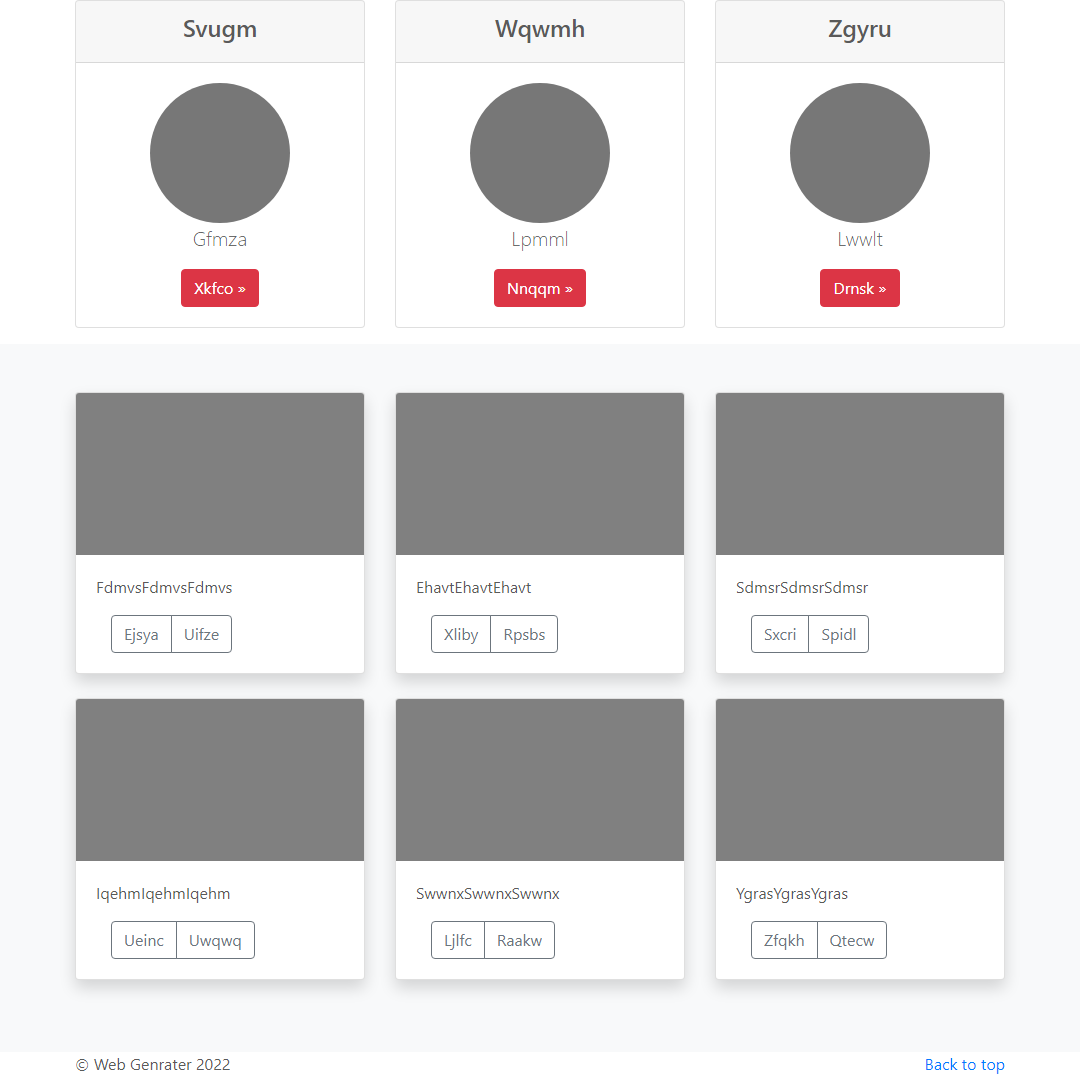 Svugm
Wqwmh
Zgyru
Gfmza
Lpmml
Lwwlt
Xkfco »
Nnqqm »
Drnsk »
FdmvsFdmvsFdmvs
EhavtEhavtEhavt
SdmsrSdmsrSdmsr
Ejsya Uifze
Xliby Rpsbs
Sxcri Spidl
IqehmIqehmIqehm
SwwnxSwwnxSwwnx
YgrasYgrasYgras
Ueinc Uwqwq
Ljlfc Raakw
Zfqkh Qtecw
© Web Genrater 2022
Back to top